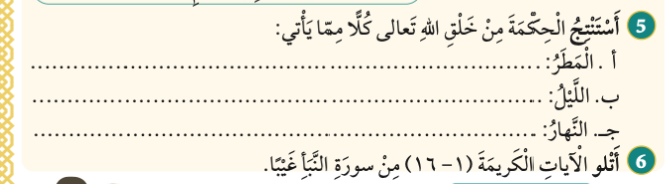 5 أَسْتَنْتِجُ الْحِكْمَةَ مِنْ خَلْقِ اللهِ تَعالى كُلًّا مِمّا يَأْتي:
أ . الْمَطَرُ: ........................................................................
ب. اللَّيْلُ: ........................................................................
جـ. النَّهارُ: ........................................................................
6 أَتْلو الْآياتِ الْكَريمَةَ (١- ١٦) مِنْ سورَةِ النَّبَأِ غَيْبًا.